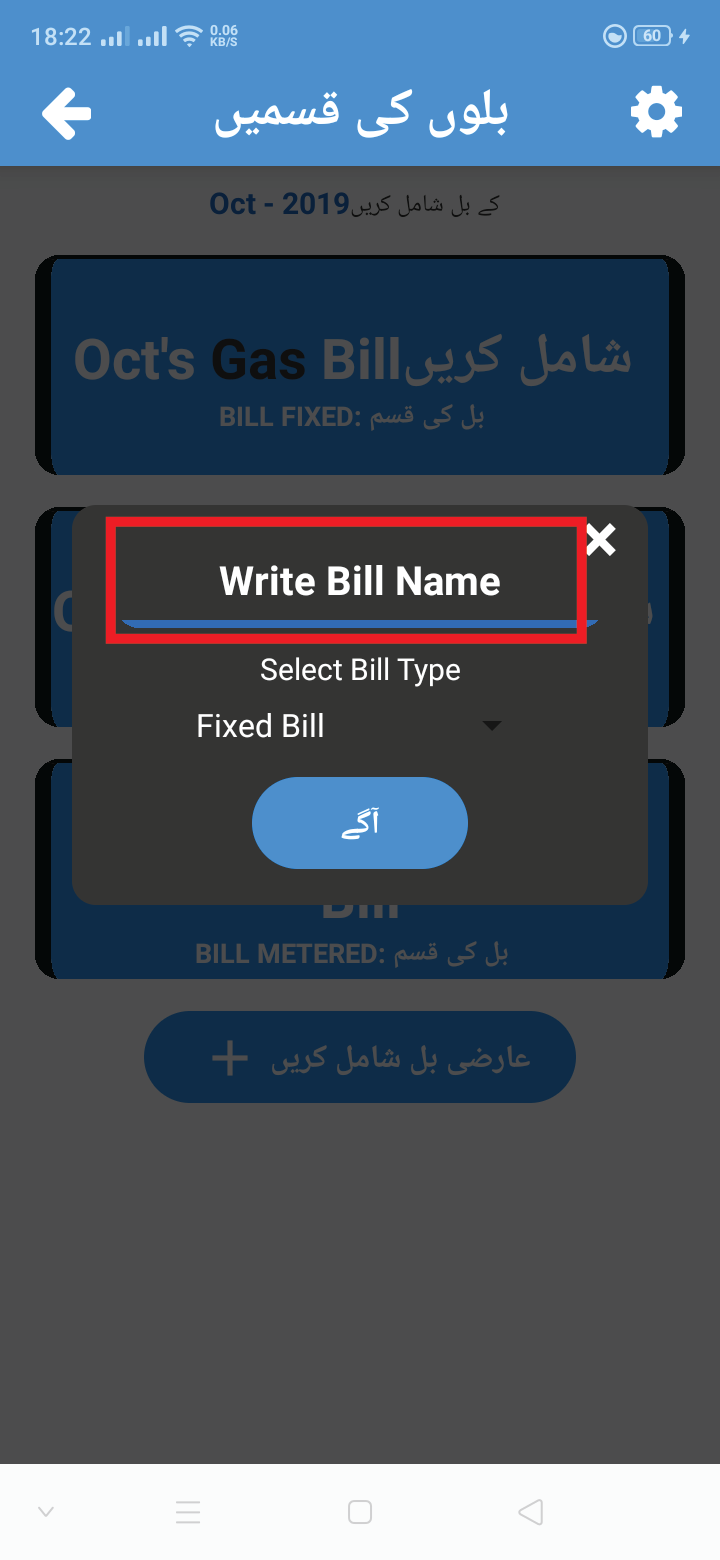 18:22 0.06 KB/S 60
بلوں کی قسمیں
Oct - 2019کے بل شامل کریں
Oct's Gas Billشامل کریں
BILL FIXED: بل کی قسم
Write Bill Name
Select Bill Type
Fixed Bill
آگے
Bill
BILL METERED: بل کی قسم
عارضی بل شامل کریں